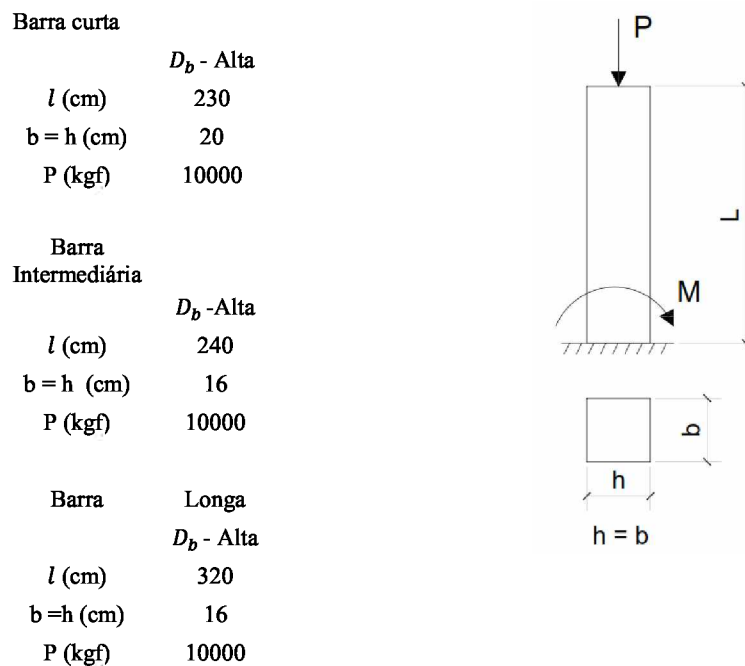 Barra curta
D_b - Alta
l (cm) 230
b = h (cm) 20
P (kgf) 10000
Barra
Intermediária
D_b -Alta
l (cm) 240
b = h (cm) 16
P (kgf) 10000
Barra Longa
D_b - Alta
l (cm) 320
b =h (cm) 16
P (kgf) 10000
P
L
M
b
h
h = b